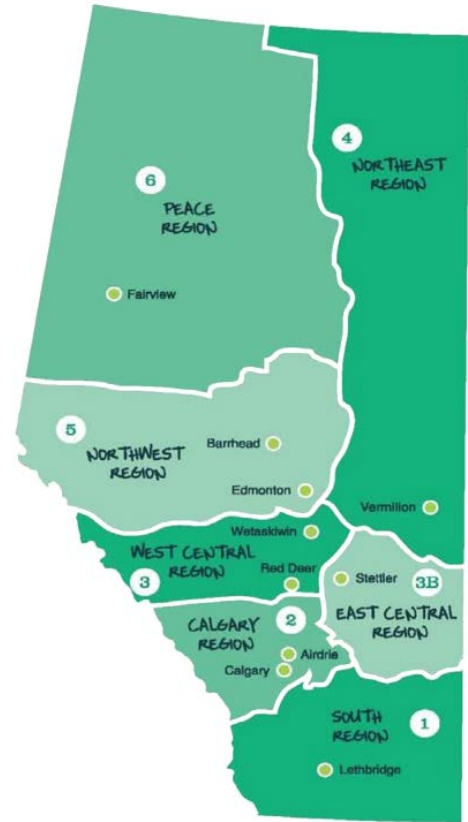 4
NORTHEAST
REGION
6
PEACE
REGION
Fairview
5
NORTHWEST
REGION
Barrhead
Edmonton
Vermilion
Wetaskiwin
WEST CENTRAL
REGION
3
Red Deer
Stettler
3B
EAST CENTRAL
REGION
2
CALGARY
REGION
Airdrie
Calgary
1
SOUTH
REGION
Lethbridge